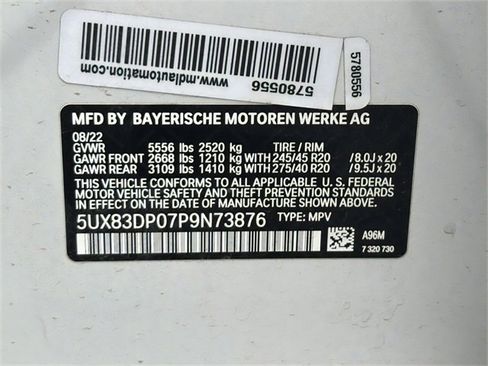 www.mdlautomation.com
5780556
5780556
MFD BY BAYERISCHE MOTOREN WERKE AG
08/22
GVWR 5556 lbs 2520 kg TIRE / RIM
GAWR FRONT 2668 lbs 1210 kg WITH 245/45 R20 /8.0J x 20
GAWR REAR 3109 lbs 1410 kg WITH 275/40 R20 /9.5J x 20
THIS VEHICLE CONFORMS TO ALL APPLICABLE U.S. FEDERAL
MOTOR VEHICLE SAFETY, BUMPER, AND THEFT PREVENTION
STANDARDS IN EFFECT ON THE DATE OF MANUFACTURE
SHOWN ABOVE.
5UX83DP07P9N73876 TYPE: MPV
A96M
7 320 730